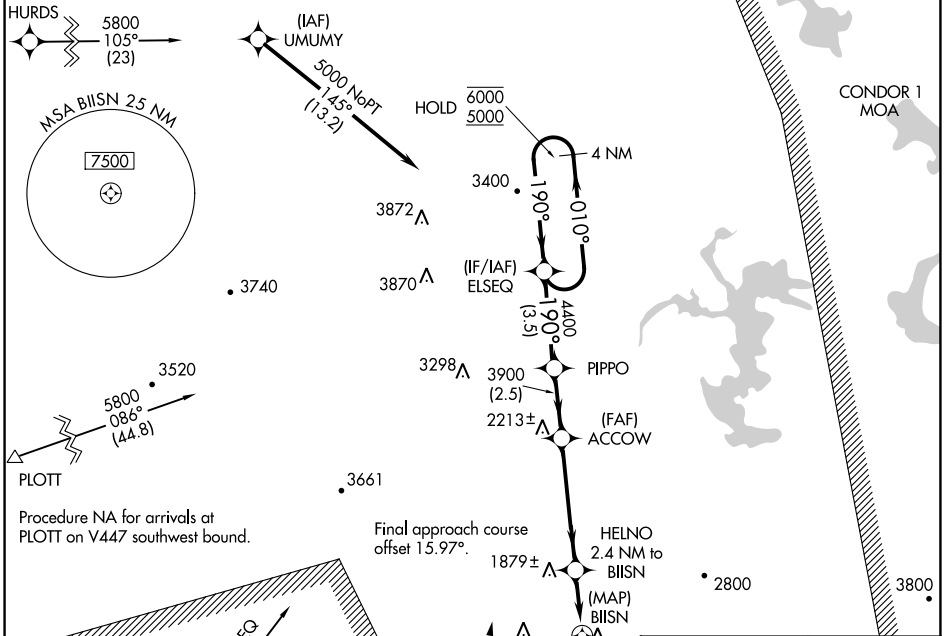 HURDS
5800
105°
(23)
(IAF)
UMUMY
5000 NoPT
145°
(13.2)
MSA BIISN 25 NM
7500
HOLD
6000
5000
4 NM
CONDOR 1
MOA
3400
190°
010°
3872
(IF/IAF)
ELSEQ
3870
3740
4400
190°
(3.5)
3298
3900
(2.5)
PIPPO
3520
5800
086°
(44.8)
2213±
(FAF)
ACCOW
PLOTT
3661
Procedure NA for arrivals at
PLOTT on V447 southwest bound.
Final approach course
offset 15.97°.
HELNO
2.4 NM to
BIISN
1879±
2800
3800
(MAP)
BIISN
EQ